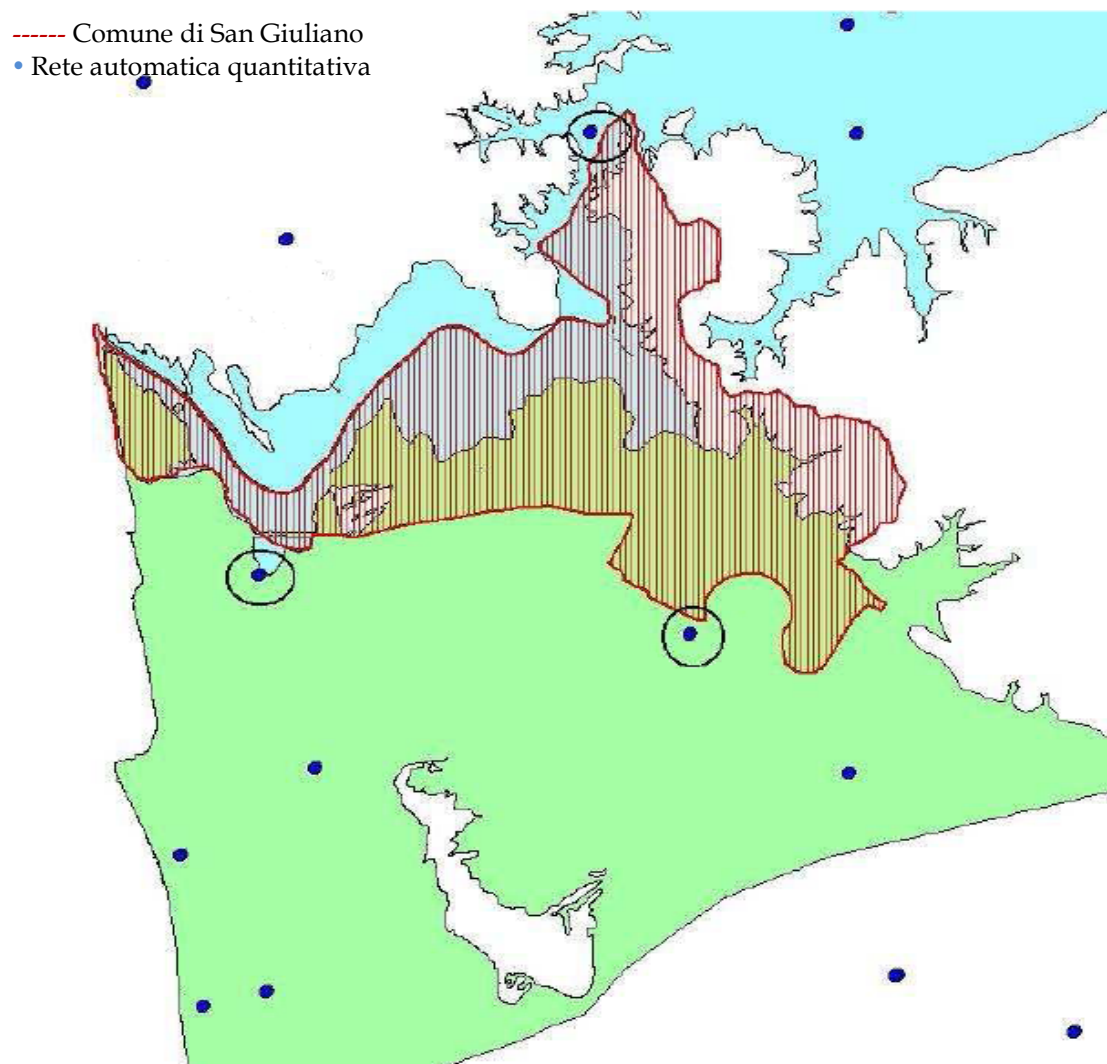 ------ Comune di San Giuliano
• Rete automatica quantitativa